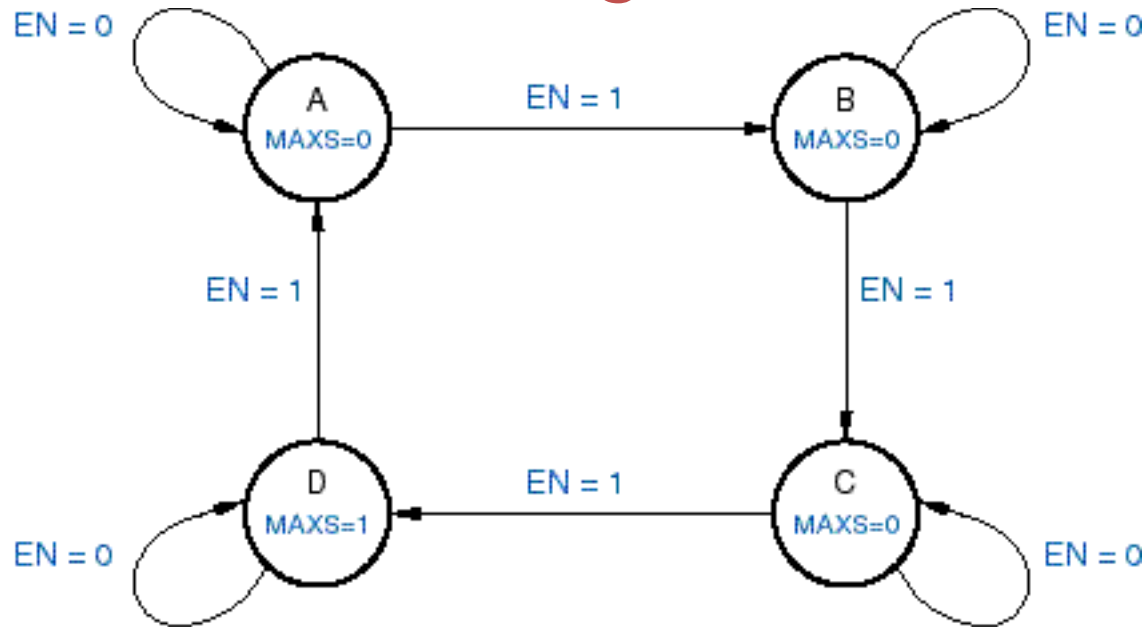 EN = 0
EN = 0
A
MAXS=0
EN = 1
B
MAXS=0
EN = 1
EN = 1
D
MAXS=1
EN = 1
C
MAXS=0
EN = 0
EN = 0